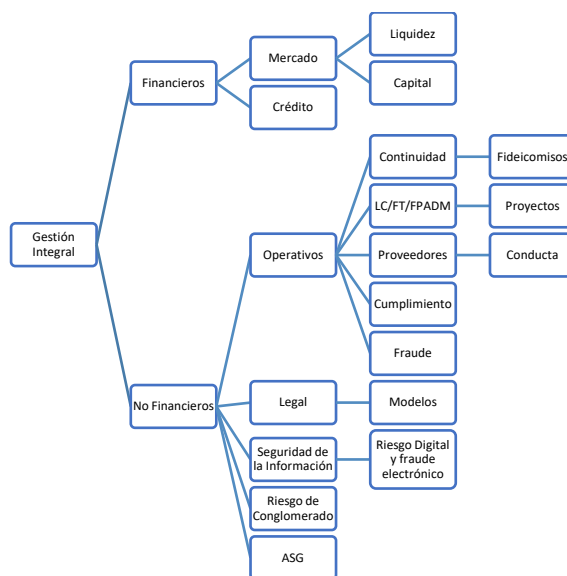 Liquidez
Mercado
Financieros
Capital
Crédito
Continuidad
Fideicomisos
LC/FT/FPADM
Proyectos
Gestión
Integral
Operativos
Proveedores
Conducta
Cumplimiento
Fraude
No Financieros
Legal
Modelos
Seguridad de
la Información
Riesgo Digital
y fraude
electrónico
Riesgo de
Conglomerado
ASG